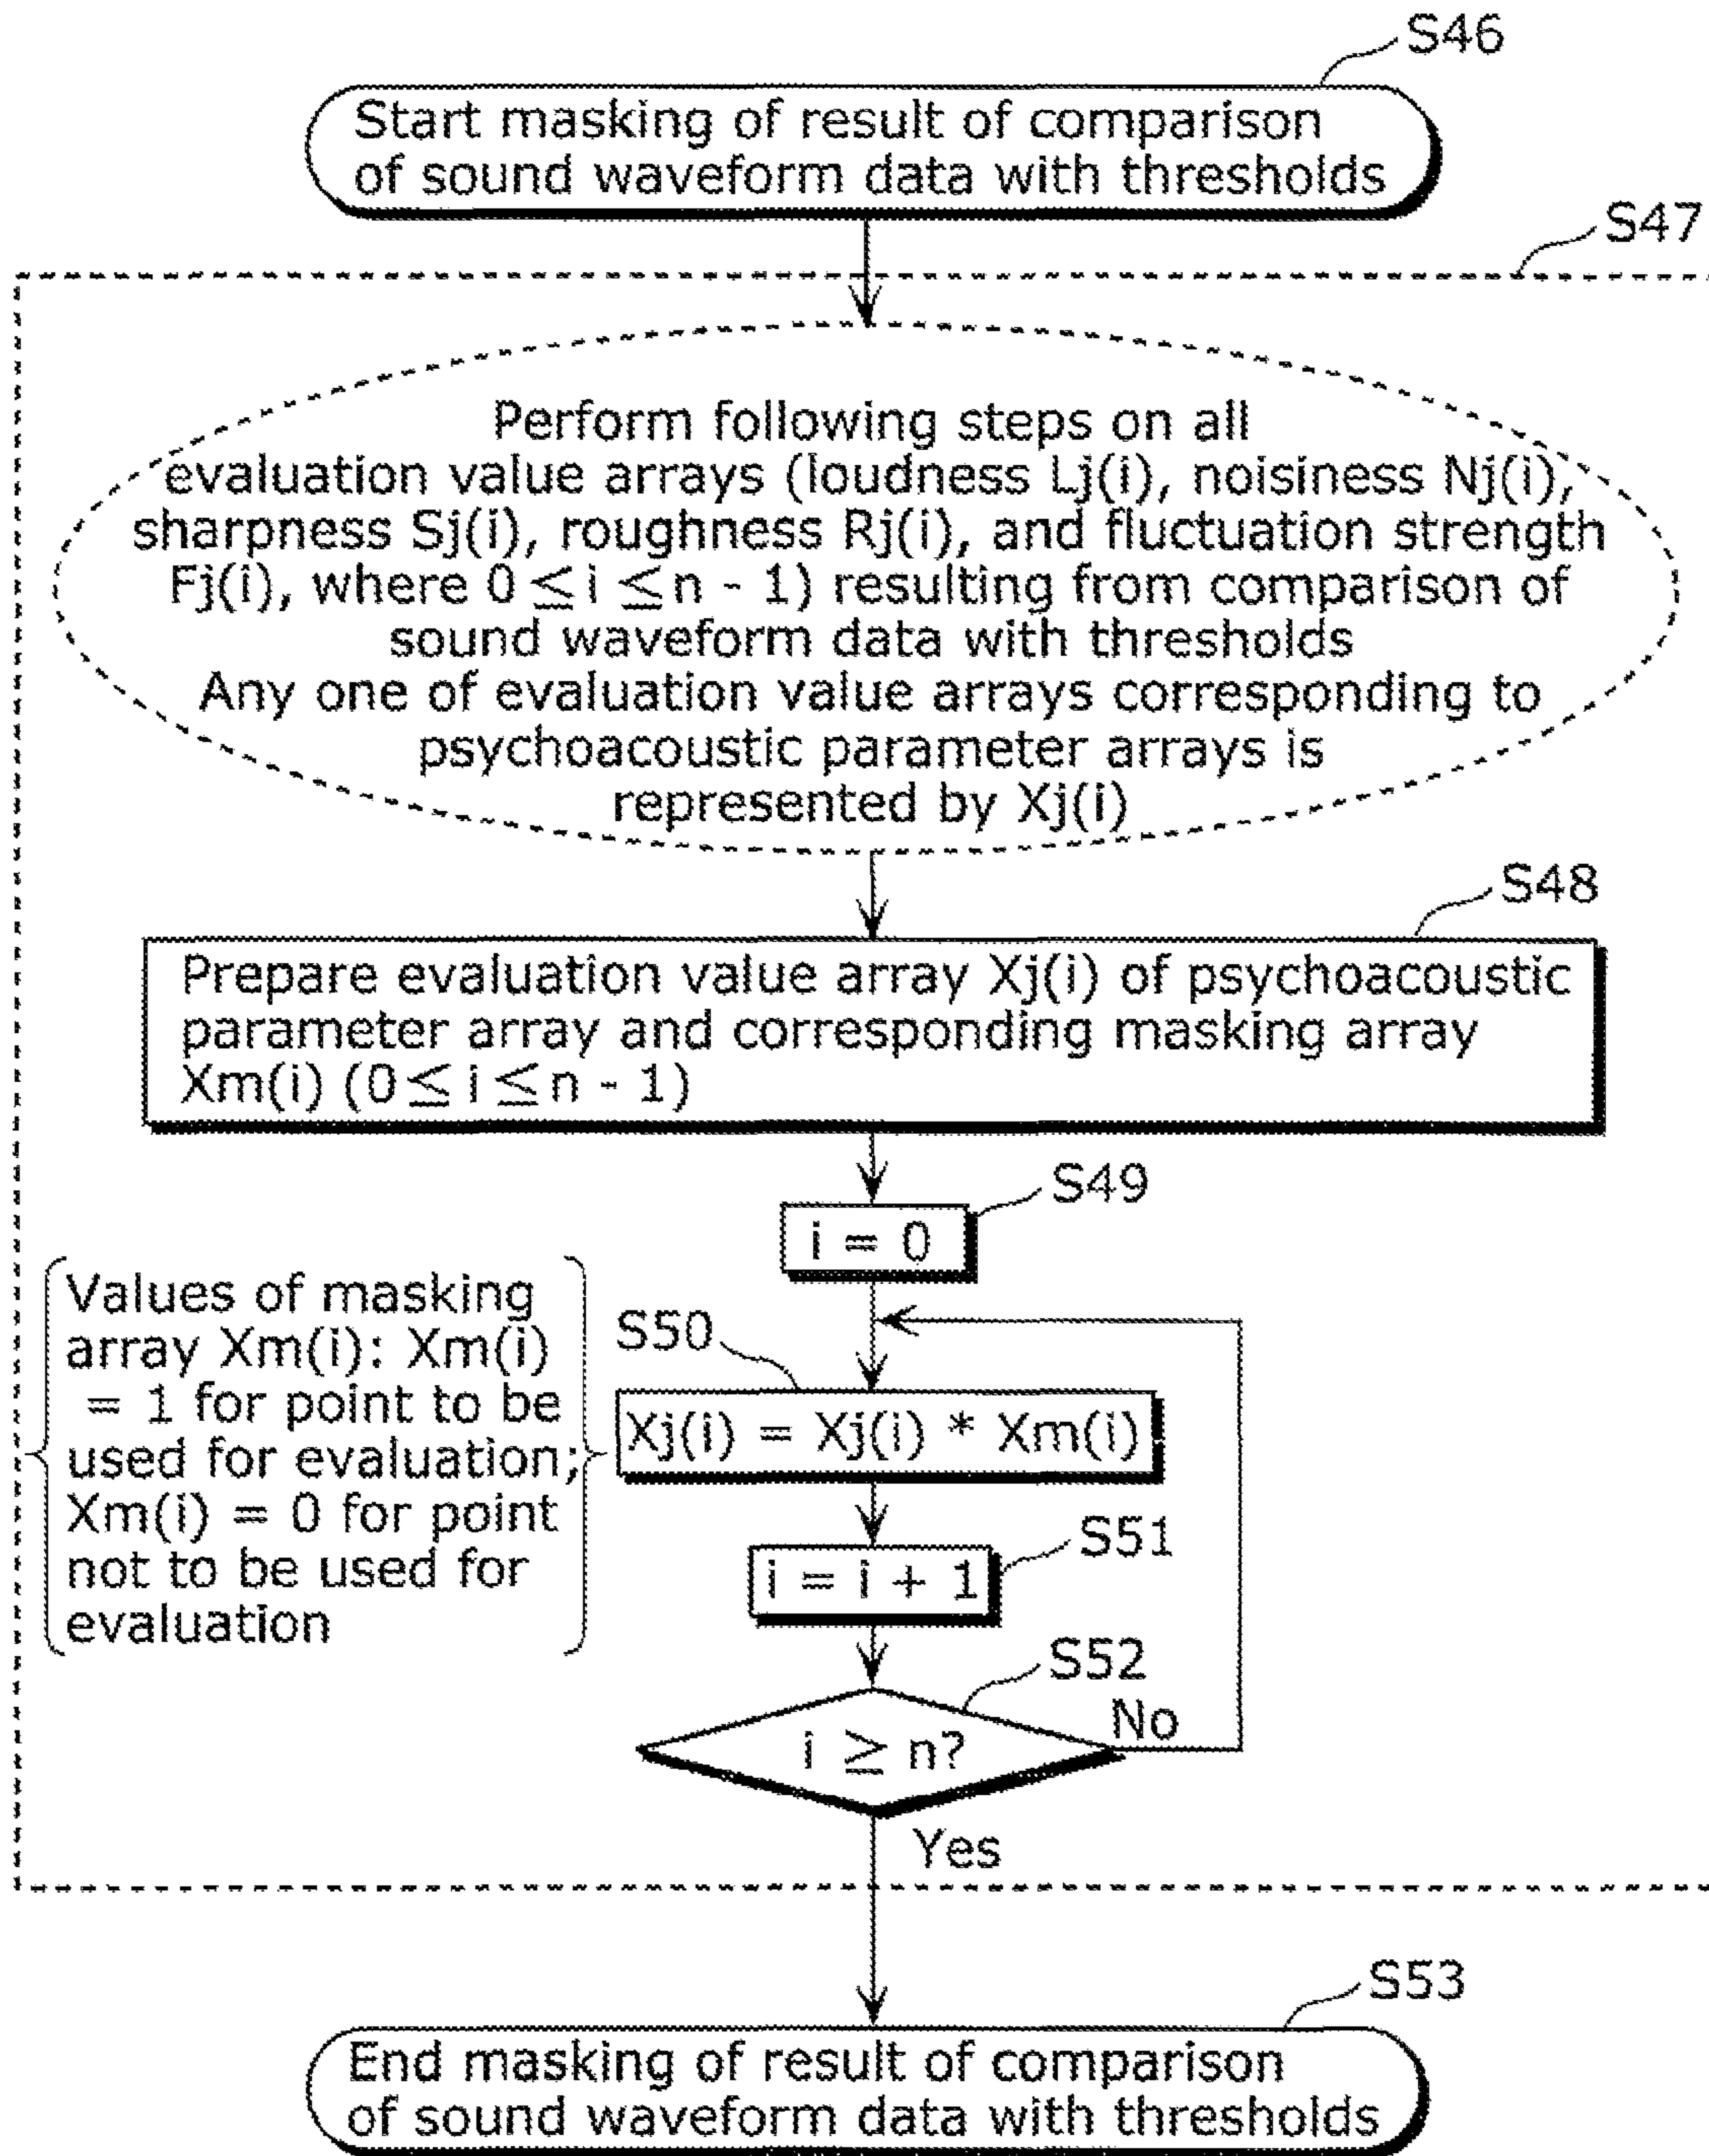 S46
Start masking of result of comparison
of sound waveform data with thresholds
S47
Perform following steps on all
evaluation value arrays (loudness Lj(i), noisiness Nj(i),
sharpness Sj(i), roughness Rj(i), and fluctuation strength
Fj(i), where 0 ≦ i ≦ n - 1) resulting from comparison of
sound waveform data with thresholds
Any one of evaluation value arrays corresponding to
psychoacoustic parameter arrays is
represented by Xj(i)
S48
Prepare evaluation value array Xj(i) of psychoacoustic
parameter array and corresponding masking array
Xm(i) (0 ≦ i ≦ n - 1)
S49
i = 0
Values of masking
array Xm(i): Xm(i)
= 1 for point to be
used for evaluation;
Xm(i) = 0 for point
not to be used for
evaluation
S50
Xj(i) = Xj(i) * Xm(i)
S51
i = i + 1
S52
i ≥ n?
No
Yes
S53
End masking of result of comparison
of sound waveform data with thresholds